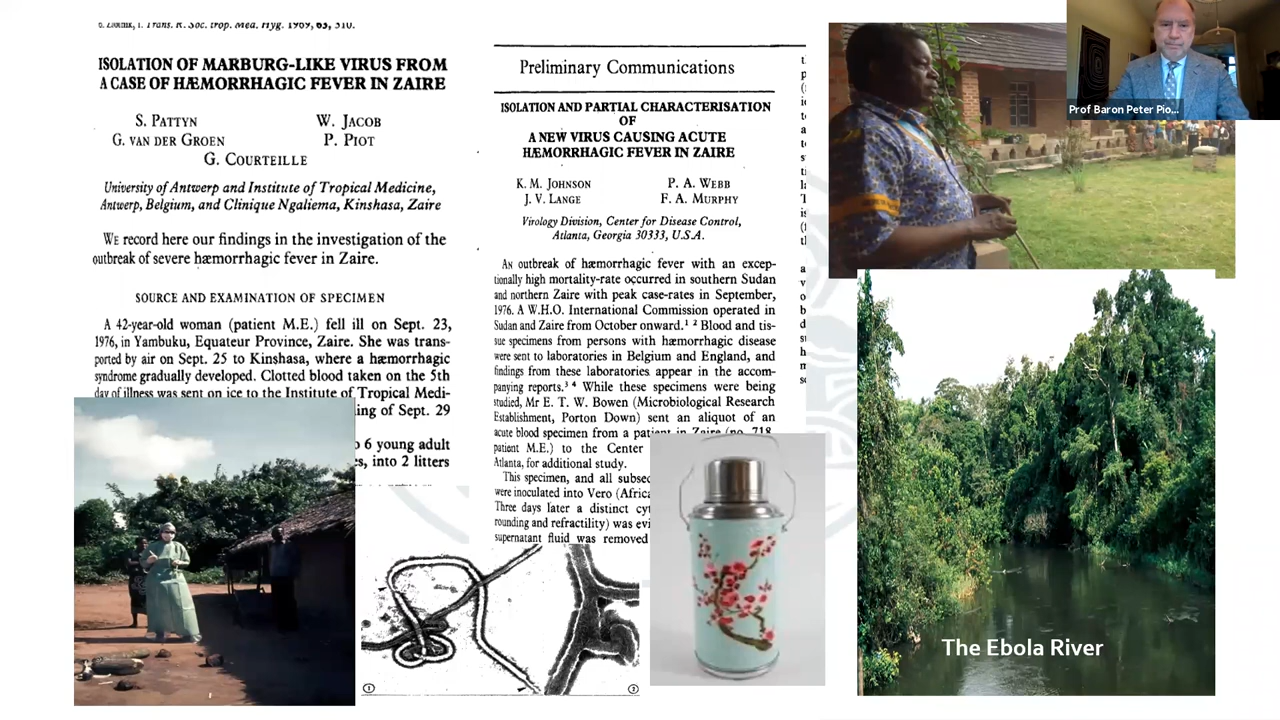 Trans. R. Soc. trop. Med. Hyg. 1969, 63, 310.
ISOLATION OF MARBURG-LIKE VIRUS FROM
A CASE OF HÆMORRHAGIC FEVER IN ZAIRE
S. PATTYN W. JACOB
G. VAN DER GROEN P. PIOT
G. COURTEILLE
University of Antwerp and Institute of Tropical Medicine,
Antwerp, Belgium, and Clinique Ngaliema, Kinshasa, Zaire
WE record here our findings in the investigation of the
outbreak of severe hæmorrhagic fever in Zaire.
SOURCE AND EXAMINATION OF SPECIMEN
A 42-year-old woman (patient M.E.) fell ill on Sept. 23,
1976, in Yambuku, Equateur Province, Zaire. She was trans-
ported by air on Sept. 25 to Kinshasa, where a hæmorrhagic
syndrome gradually developed. Clotted blood taken on the 5th
day of illness was sent on ice to the Institute of Tropical Medi-
ing of Sept. 29
6 young adult
into 2 litters
Preliminary Communications
ISOLATION AND PARTIAL CHARACTERISATION
OF
A NEW VIRUS CAUSING ACUTE
HÆMORRHAGIC FEVER IN ZAIRE
K. M. JOHNSON P. A. WEBB
J. V. LANGE F. A. MURPHY
Virology Division, Center for Disease Control,
Atlanta, Georgia 30333, U.S.A.
AN outbreak of hæmorrhagic fever with an excep-
tionally high mortality-rate occurred in southern Sudan
and northern Zaire with peak case-rates in September,
1976. A W.H.O. International Commission operated in
Sudan and Zaire from October onward.¹ ² Blood and tis-
sue specimens from persons with hæmorrhagic disease
were sent to laboratories in Belgium and England, and
findings from these laboratories appear in the accom-
panying reports.³ ⁴ While these specimens were being
studied, Mr E. T. W. Bowen (Microbiological Research
Establishment, Porton Down) sent an aliquot of an
acute blood specimen from a patient in Zaire (no. 718,
patient M.E.) to the Center
Atlanta, for additional study.
This specimen, and all subsec
were inoculated into Vero (Africa
Three days later a distinct cyt
rounding and refractility) was evi
supernatant fluid was removed
1
2
Prof Baron Peter Pio...
The Ebola River